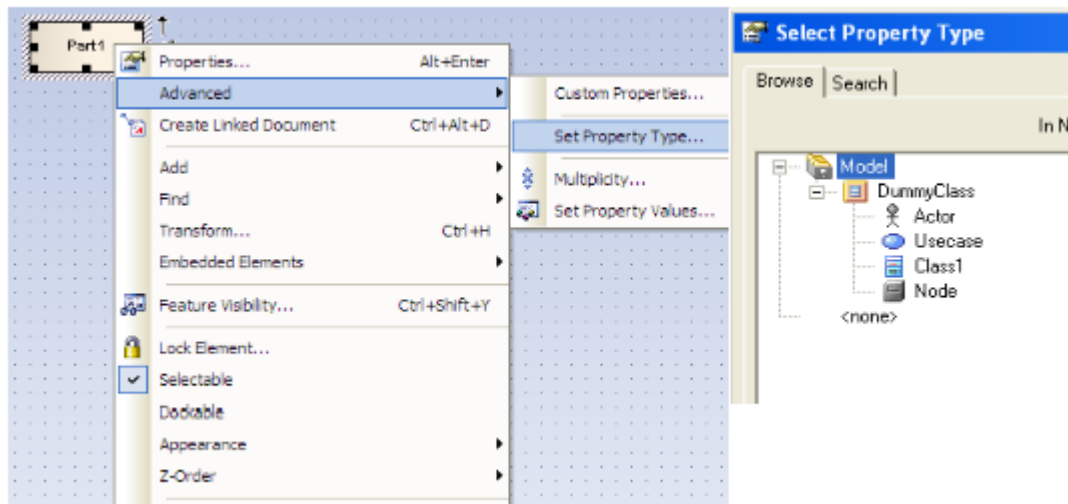 Part1
Properties... Alt+Enter
Advanced
Create Linked Document Ctrl+Alt+D
Add
Find
Transform... Ctrl+H
Embedded Elements
Feature Visibility... Ctrl+Shift+Y
Lock Element...
Selectable
Dockable
Appearance
Z-Order
Custom Properties...
Set Property Type...
Multiplicity...
Set Property Values...
Select Property Type
Browse Search
In N
Model
DummyClass
Actor
Usecase
Class1
Node
<none>